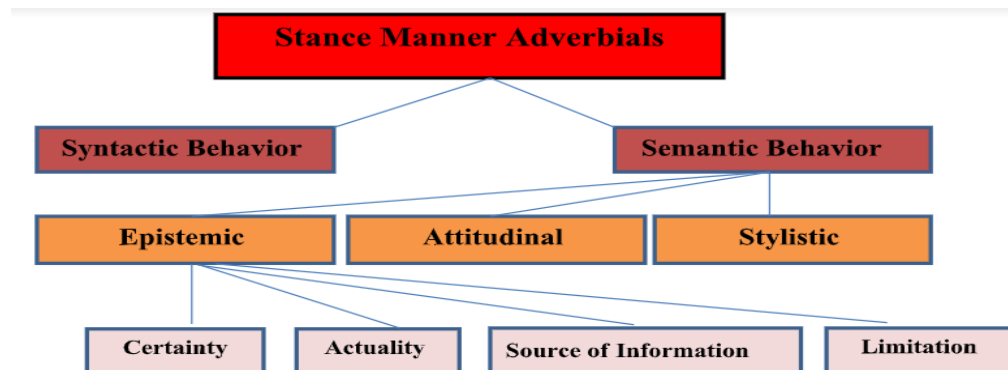 Stance Manner Adverbials
Syntactic Behavior
Semantic Behavior
Epistemic
Attitudinal
Stylistic
Certainty
Actuality
Source of Information
Limitation